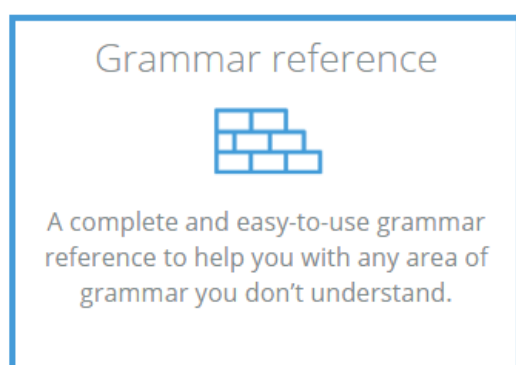 Grammar reference
A complete and easy-to-use grammar
reference to help you with any area of
grammar you don’t understand.